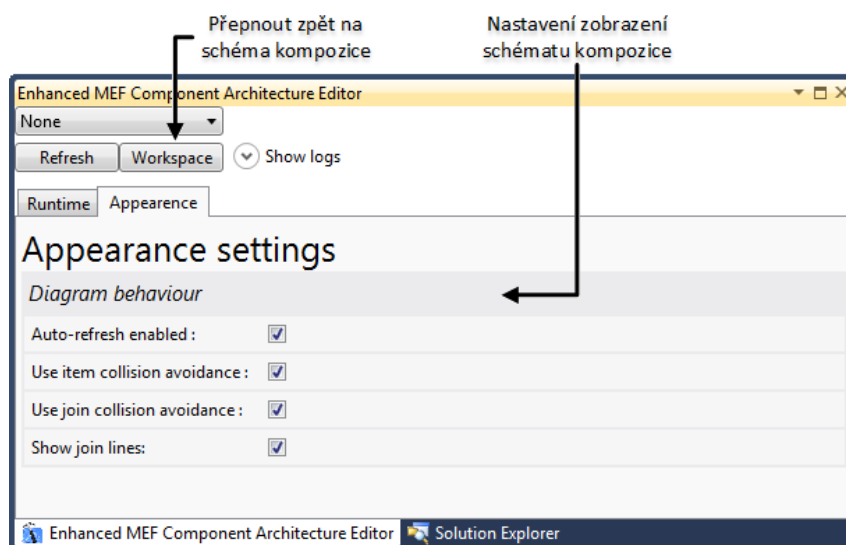 Přepnout zpět na
schéma kompozice
Nastavení zobrazení
schématu kompozice
Enhanced MEF Component Architecture Editor
None
Refresh Workspace Show logs
Runtime Appearence
Appearance settings
Diagram behaviour
Auto-refresh enabled :
Use item collision avoidance :
Use join collision avoidance :
Show join lines:
Enhanced MEF Component Architecture Editor Solution Explorer